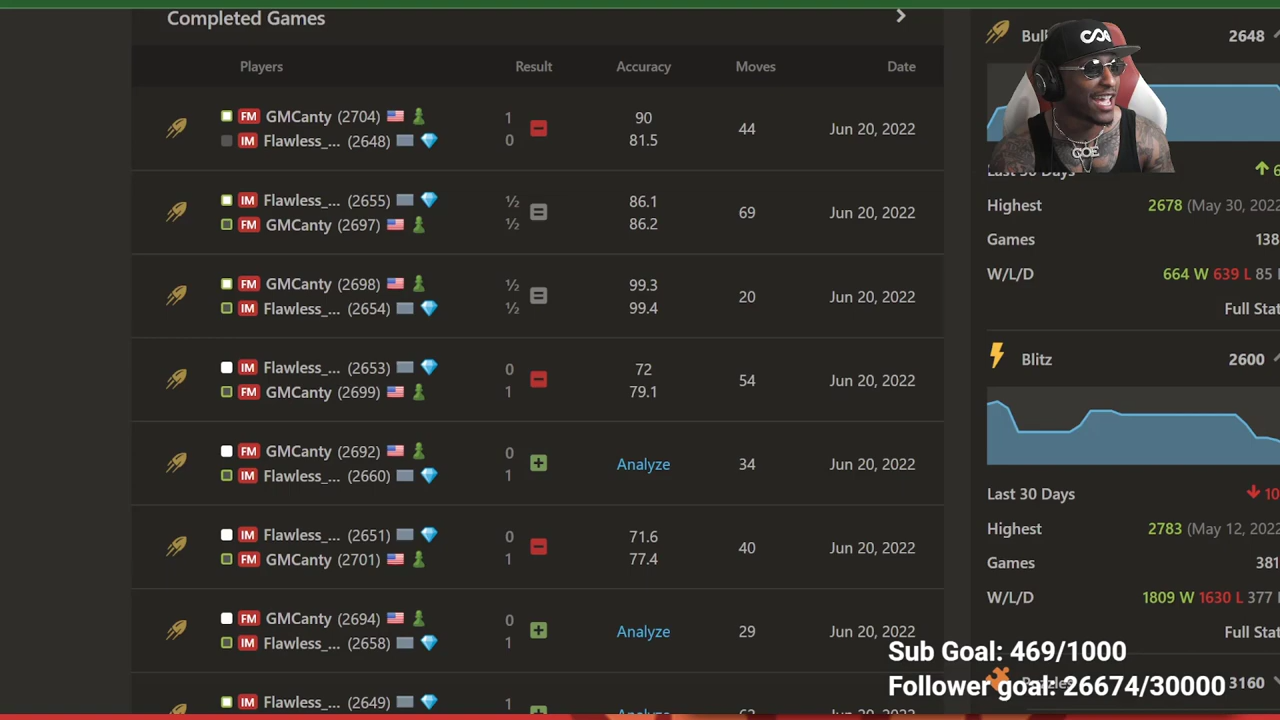 Completed Games
Players Result Accuracy Moves Date
FM GMCanty (2704) 1 90
44 Jun 20, 2022
IM Flawless_... (2648) 0 81.5
IM Flawless_... (2655) ½ 86.1
69 Jun 20, 2022
FM GMCanty (2697) ½ 86.2
FM GMCanty (2698) ½ 99.3
20 Jun 20, 2022
IM Flawless_... (2654) ½ 99.4
IM Flawless_... (2653) 0 72
54 Jun 20, 2022
FM GMCanty (2699) 1 79.1
FM GMCanty (2692) 0
Analyze 34 Jun 20, 2022
IM Flawless_... (2660) 1
IM Flawless_... (2651) 0 71.6
40 Jun 20, 2022
FM GMCanty (2701) 1 77.4
FM GMCanty (2694) 0
Analyze 29 Jun 20, 2022
IM Flawless_... (2658) 1
IM Flawless_... (2649) 1
Bull 2648
COA
COE
Last 30 Days 6
Highest 2678 (May 30, 2022
Games 138
W/L/D 664 W 639 L 85
Full Stat
Blitz 2600
Last 30 Days 10
Highest 2783 (May 12, 2022
Games 381
W/L/D 1809 W 1630 L 377
Full Stat
3160
Sub Goal: 469/1000
Follower goal: 26674/30000